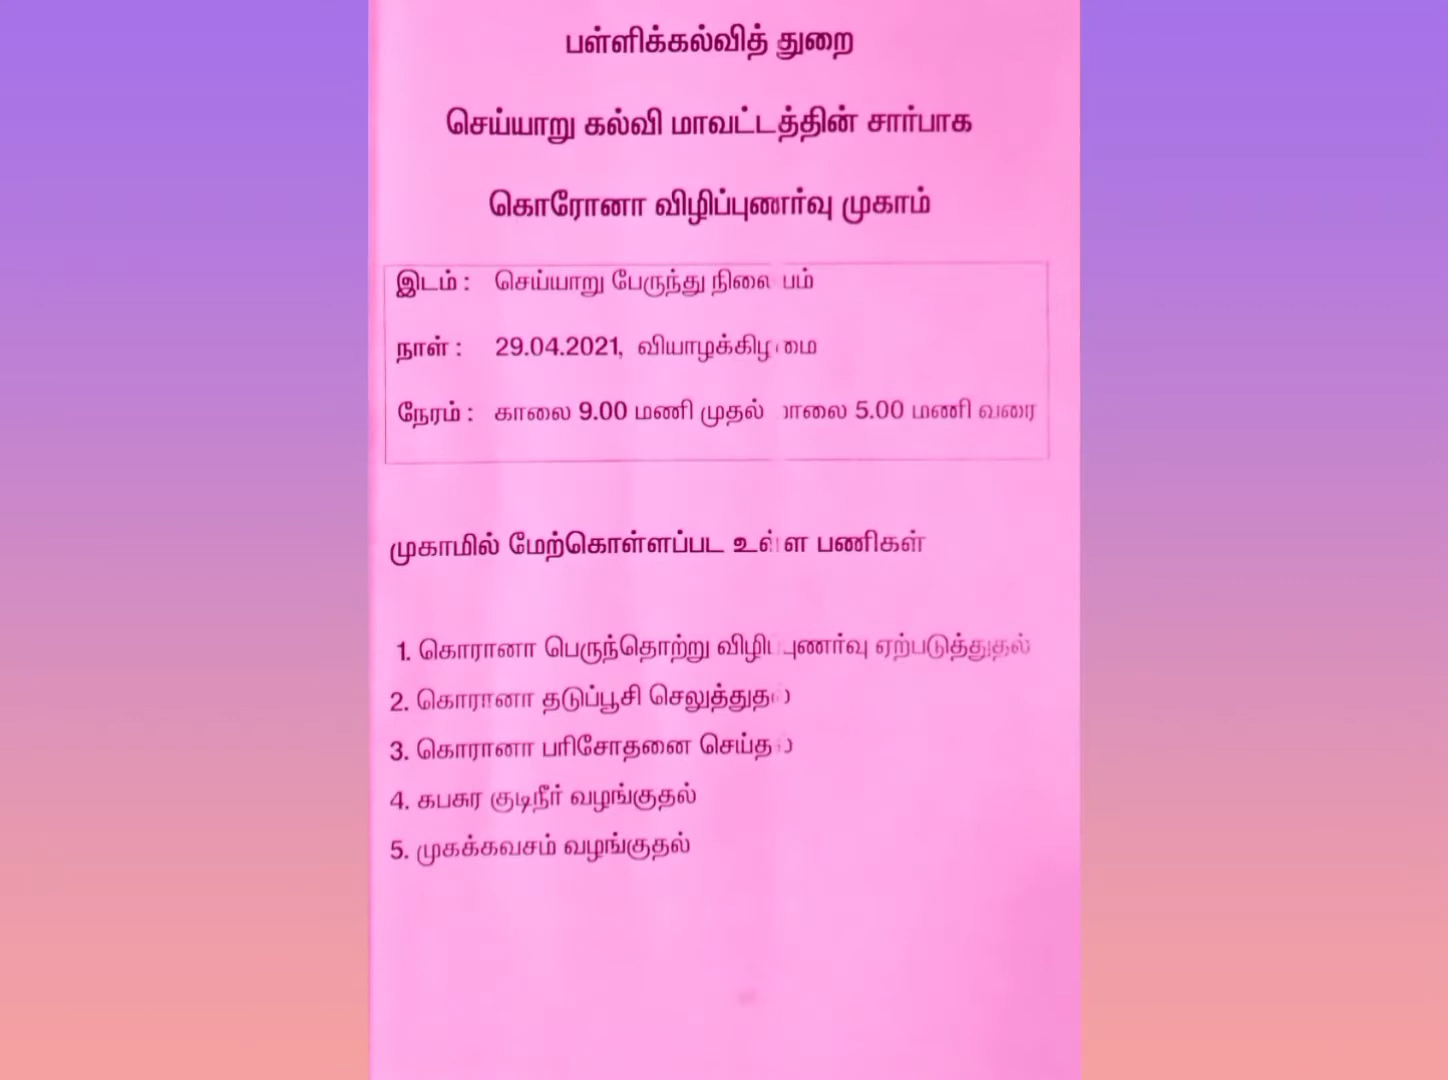 பள்ளிக்கல்வித் துறை
செய்யாறு கல்வி மாவட்டத்தின் சார்பாக
கொரோனா விழிப்புணர்வு முகாம்
இடம் : செய்யாறு பேருந்து நிலையம்
நாள் : 29.04.2021, வியாழக்கிழமை
நேரம் : காலை 9.00 மணி முதல் மாலை 5.00 மணி வரை
முகாமில் மேற்கொள்ளப்பட உள்ள பணிகள்
1. கொரானா பெருந்தொற்று விழிப்புணர்வு ஏற்படுத்துதல்
2. கொரானா தடுப்பூசி செலுத்துதல்
3. கொரானா பரிசோதனை செய்தல்
4. கபசுர குடிநீர் வழங்குதல்
5. முகக்கவசம் வழங்குதல்